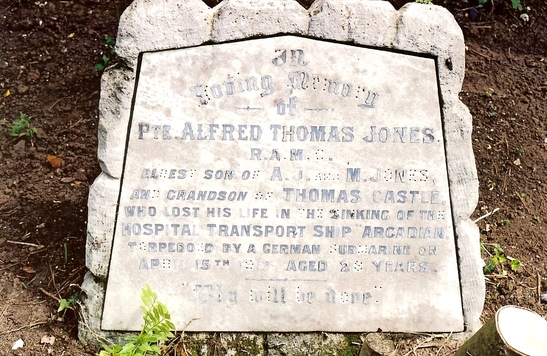 In
Loving Memory
of
PTE. ALFRED THOMAS JONES.
R.A.M.C.
ELDEST SON OF A.J. AND M. JONES,
AND GRANDSON OF THOMAS CASTLE,
WHO LOST HIS LIFE IN THE SINKING OF THE
HOSPITAL TRANSPORT SHIP "ARCADIAN,"
TORPEDOED BY A GERMAN SUBMARINE ON
APRIL 15TH AGED YEARS.
"Thy will be done".